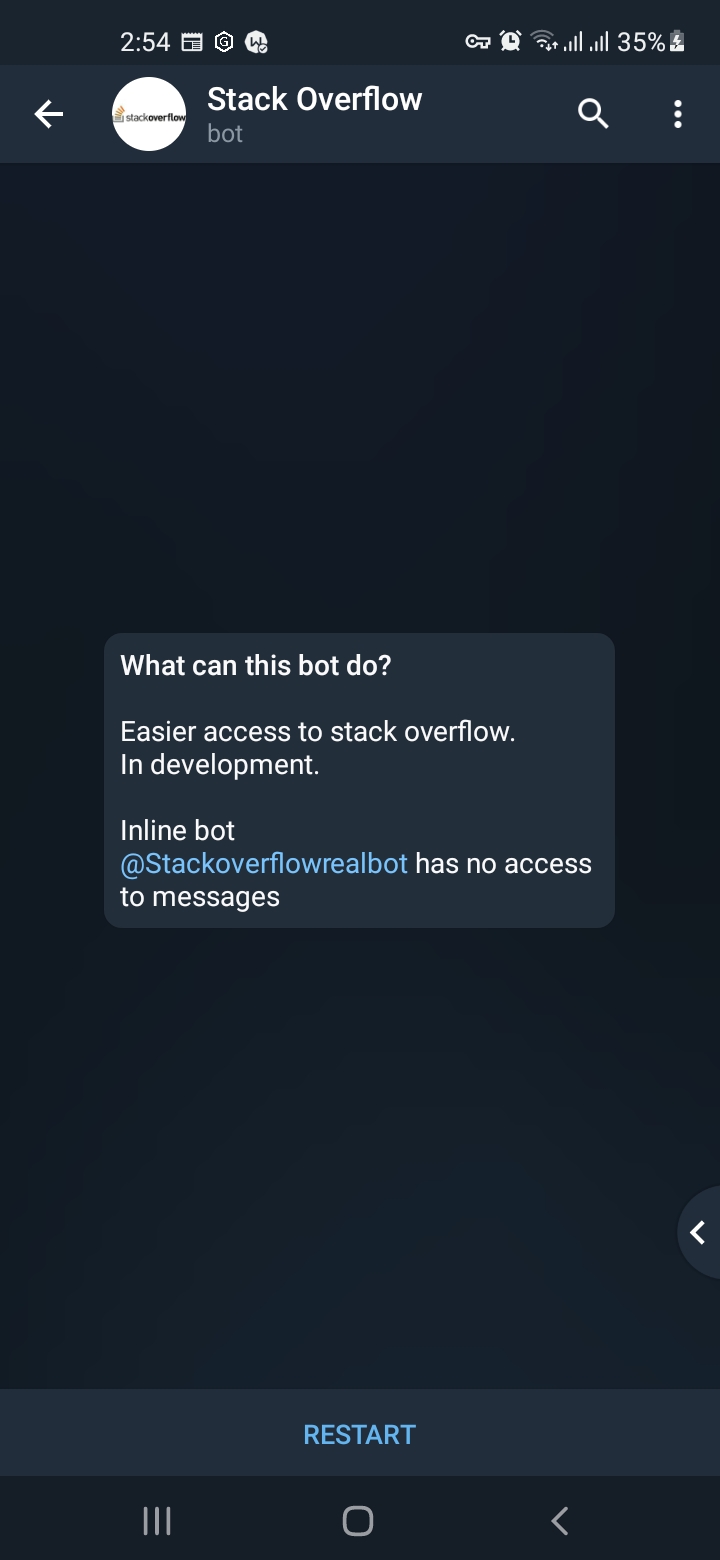 2:54
35%
stackoverflow
Stack Overflow
bot
What can this bot do?
Easier access to stack overflow.
In development.
Inline bot
@Stackoverflowrealbot has no access
to messages
RESTART